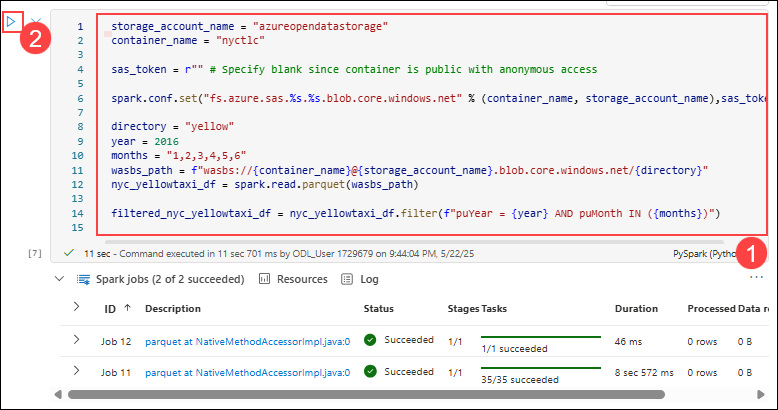 2
1 storage_account_name = "azureopendatastorage"
2 container_name = "nyctlc"
3
4 sas_token = r"" # Specify blank since container is public with anonymous access
5
6 spark.conf.set("fs.azure.sas.%s.%s.blob.core.windows.net" % (container_name, storage_account_name),sas_toke
7
8 directory = "yellow"
9 year = 2016
10 months = "1,2,3,4,5,6"
11 wasbs_path = f"wasbs://{container_name}@{storage_account_name}.blob.core.windows.net/{directory}"
12 nyc_yellowtaxi_df = spark.read.parquet(wasbs_path)
13
14 filtered_nyc_yellowtaxi_df = nyc_yellowtaxi_df.filter(f"puYear = {year} AND puMonth IN ({months})")
15
1
[7] 11 sec - Command executed in 11 sec 701 ms by ODL_User 1729679 on 9:44:04 PM, 5/22/25 PySpark (Pytho
Spark jobs (2 of 2 succeeded) Resources Log ...
ID ↑ Description Status Stages Tasks Duration Processed Data re
Job 12 parquet at NativeMethodAccessorImpl.java:0 Succeeded 1/1 1/1 succeeded 46 ms 0 rows 0 B
Job 11 parquet at NativeMethodAccessorImpl.java:0 Succeeded 1/1 35/35 succeeded 8 sec 572 ms 0 rows 0 B